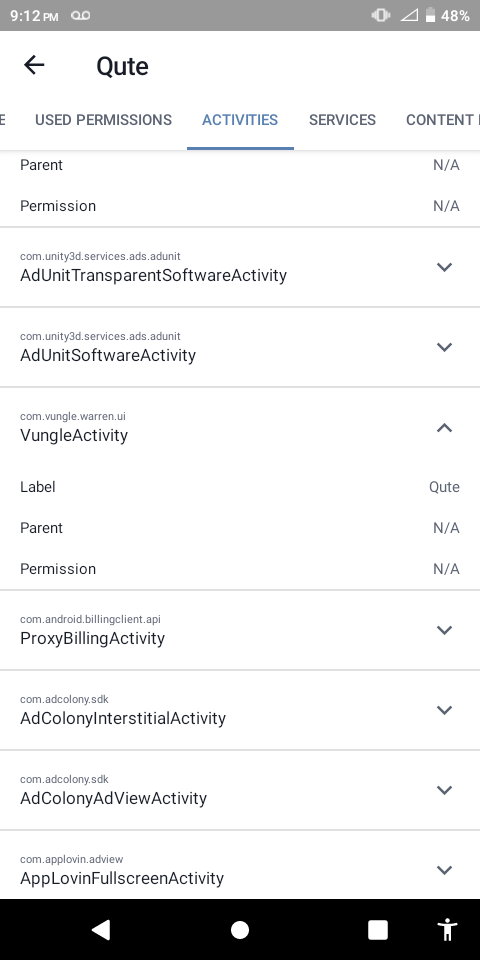 9:12 PM 48%
Qute
E USED PERMISSIONS ACTIVITIES SERVICES CONTENT
Parent N/A
Permission N/A
com.unity3d.services.ads.adunit
AdUnitTransparentSoftwareActivity
com.unity3d.services.ads.adunit
AdUnitSoftwareActivity
com.vungle.warren.ui
VungleActivity
Label Qute
Parent N/A
Permission N/A
com.android.billingclient.api
ProxyBillingActivity
com.adcolony.sdk
AdColonyInterstitialActivity
com.adcolony.sdk
AdColonyAdViewActivity
com.applovin.adview
AppLovinFullscreenActivity